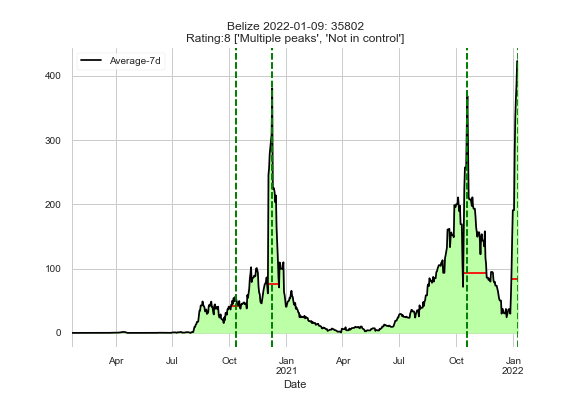 Belize 2022-01-09: 35802
Rating:8 ['Multiple peaks', 'Not in control']
Average-7d
400
300
200
100
0
Apr
Jul
Oct
Jan
2021
Apr
Jul
Oct
Jan
2022
Date